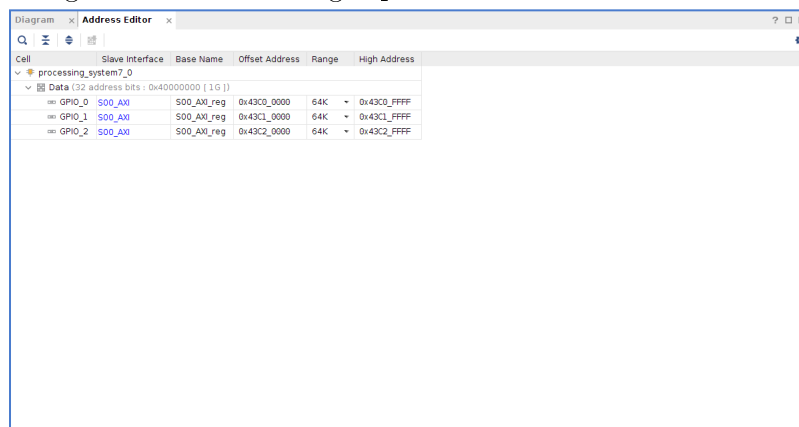 Diagram × Address Editor × ?
Cell Slave Interface Base Name Offset Address Range High Address
processing_system7_0
Data (32 address bits : 0x40000000 [ 1G ])
GPIO_0 S00_AXI S00_AXI_reg 0x43C0_0000 64K 0x43C0_FFFF
GPIO_1 S00_AXI S00_AXI_reg 0x43C1_0000 64K 0x43C1_FFFF
GPIO_2 S00_AXI S00_AXI_reg 0x43C2_0000 64K 0x43C2_FFFF